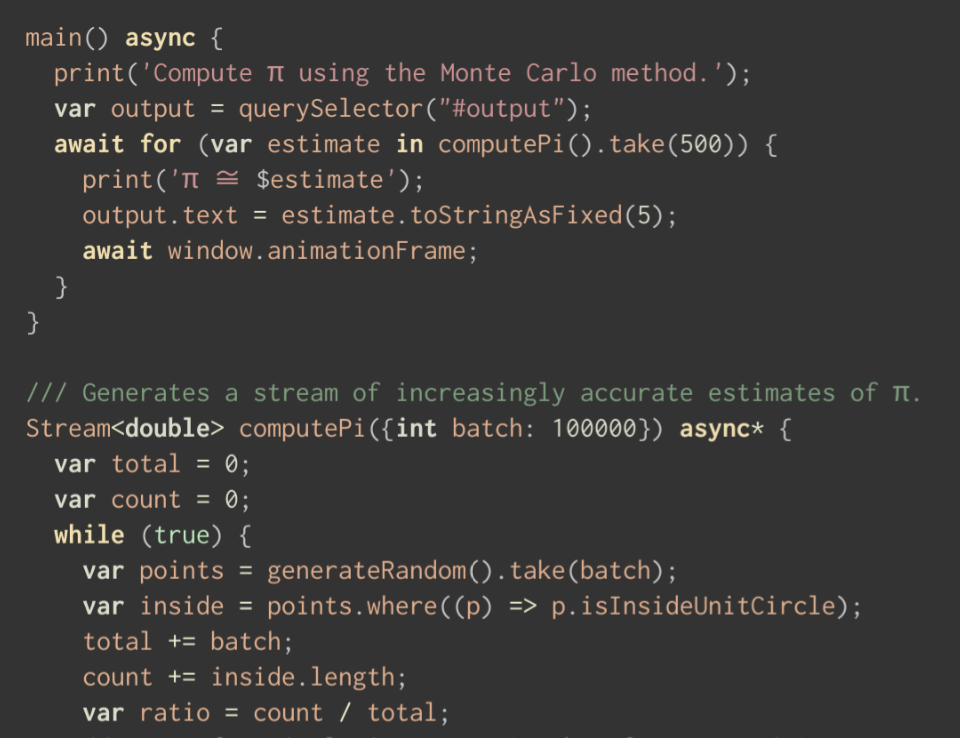 main() async {
  print('Compute π using the Monte Carlo method.');
  var output = querySelector("#output");
  await for (var estimate in computePi().take(500)) {
    print('π ≅ $estimate');
    output.text = estimate.toStringAsFixed(5);
    await window.animationFrame;
  }
}

/// Generates a stream of increasingly accurate estimates of π.
Stream<double> computePi({int batch: 100000}) async* {
  var total = 0;
  var count = 0;
  while (true) {
    var points = generateRandom().take(batch);
    var inside = points.where((p) => p.isInsideUnitCircle);
    total += batch;
    count += inside.length;
    var ratio = count / total;